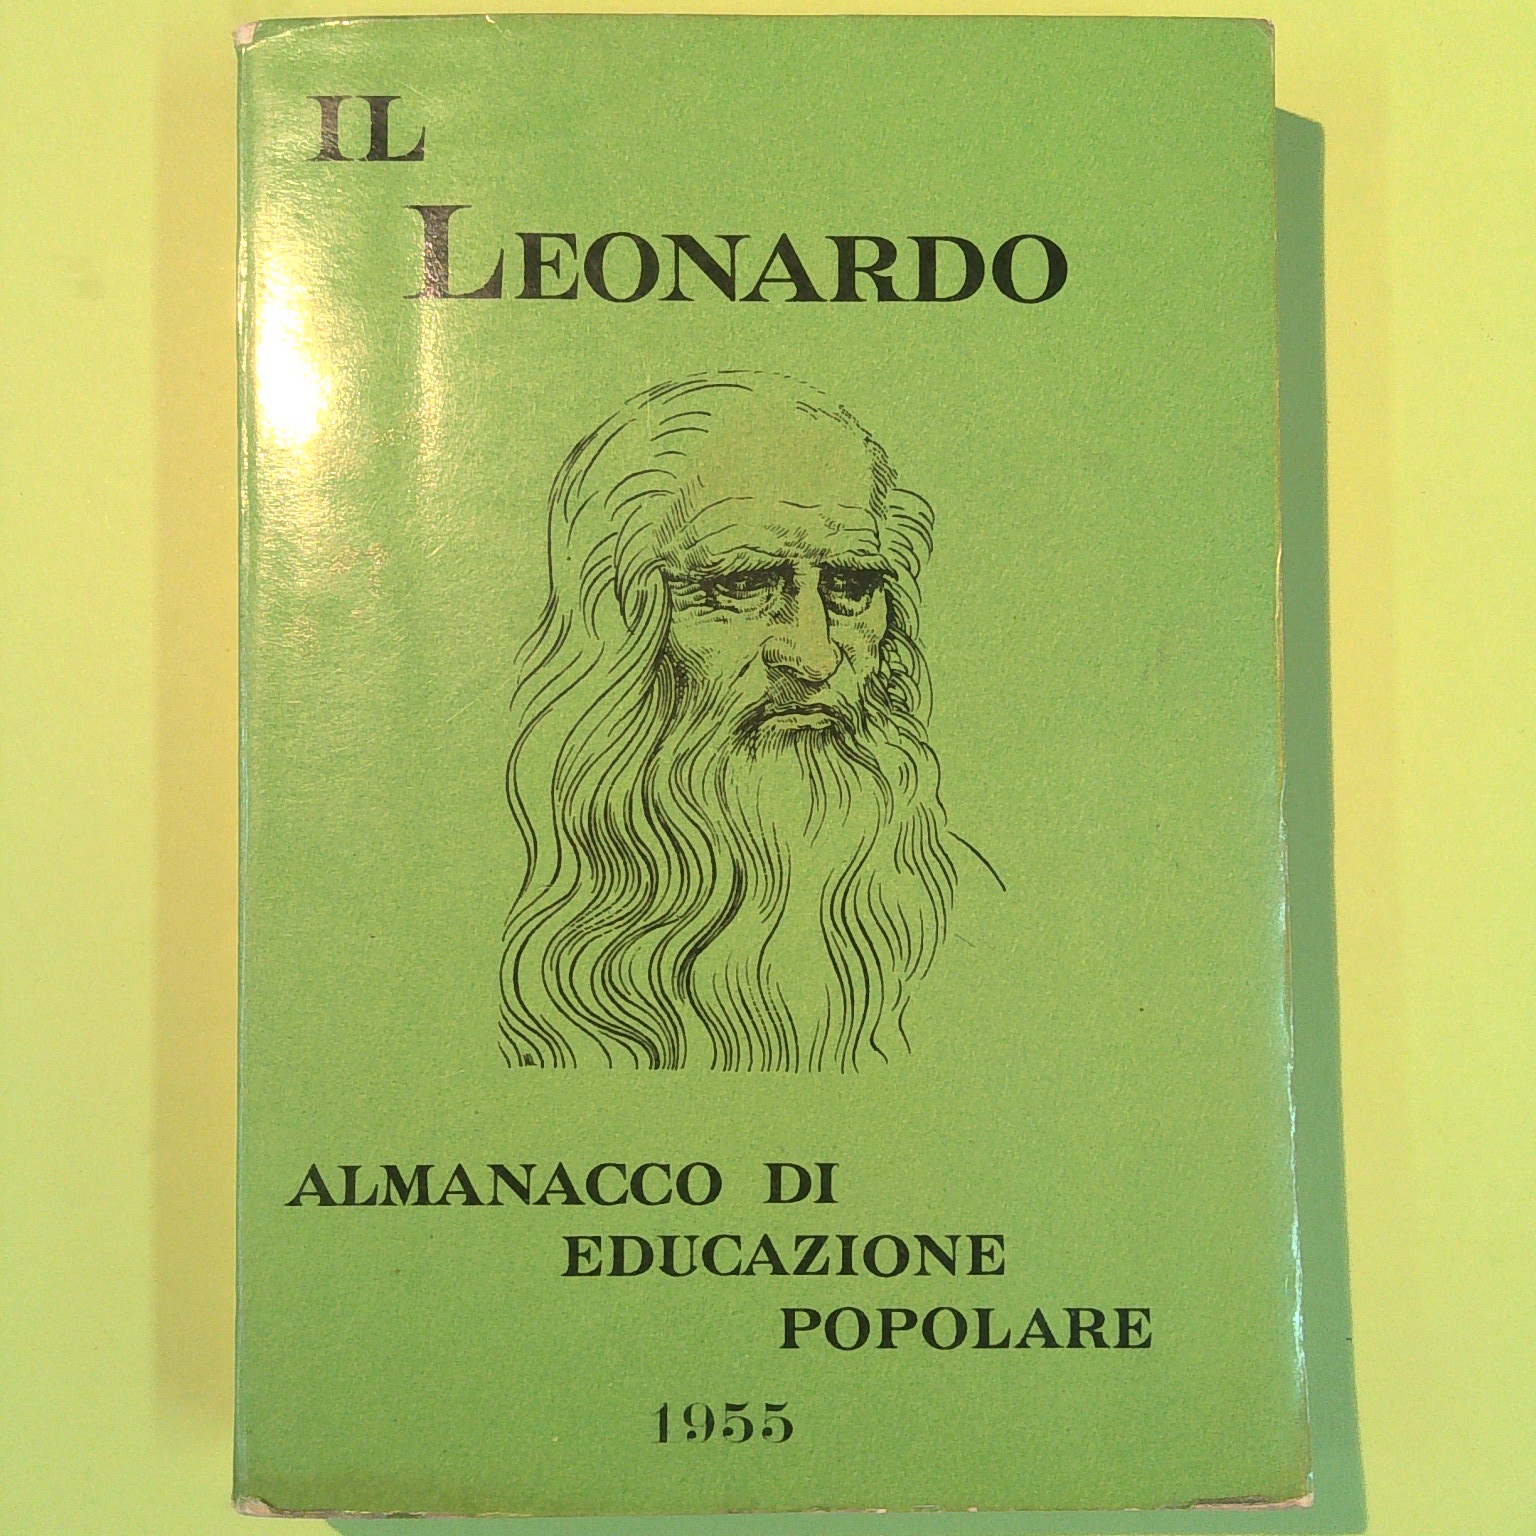 IL
LEONARDO
ALMANACCO DI
EDUCAZIONE
POPOLARE
1955